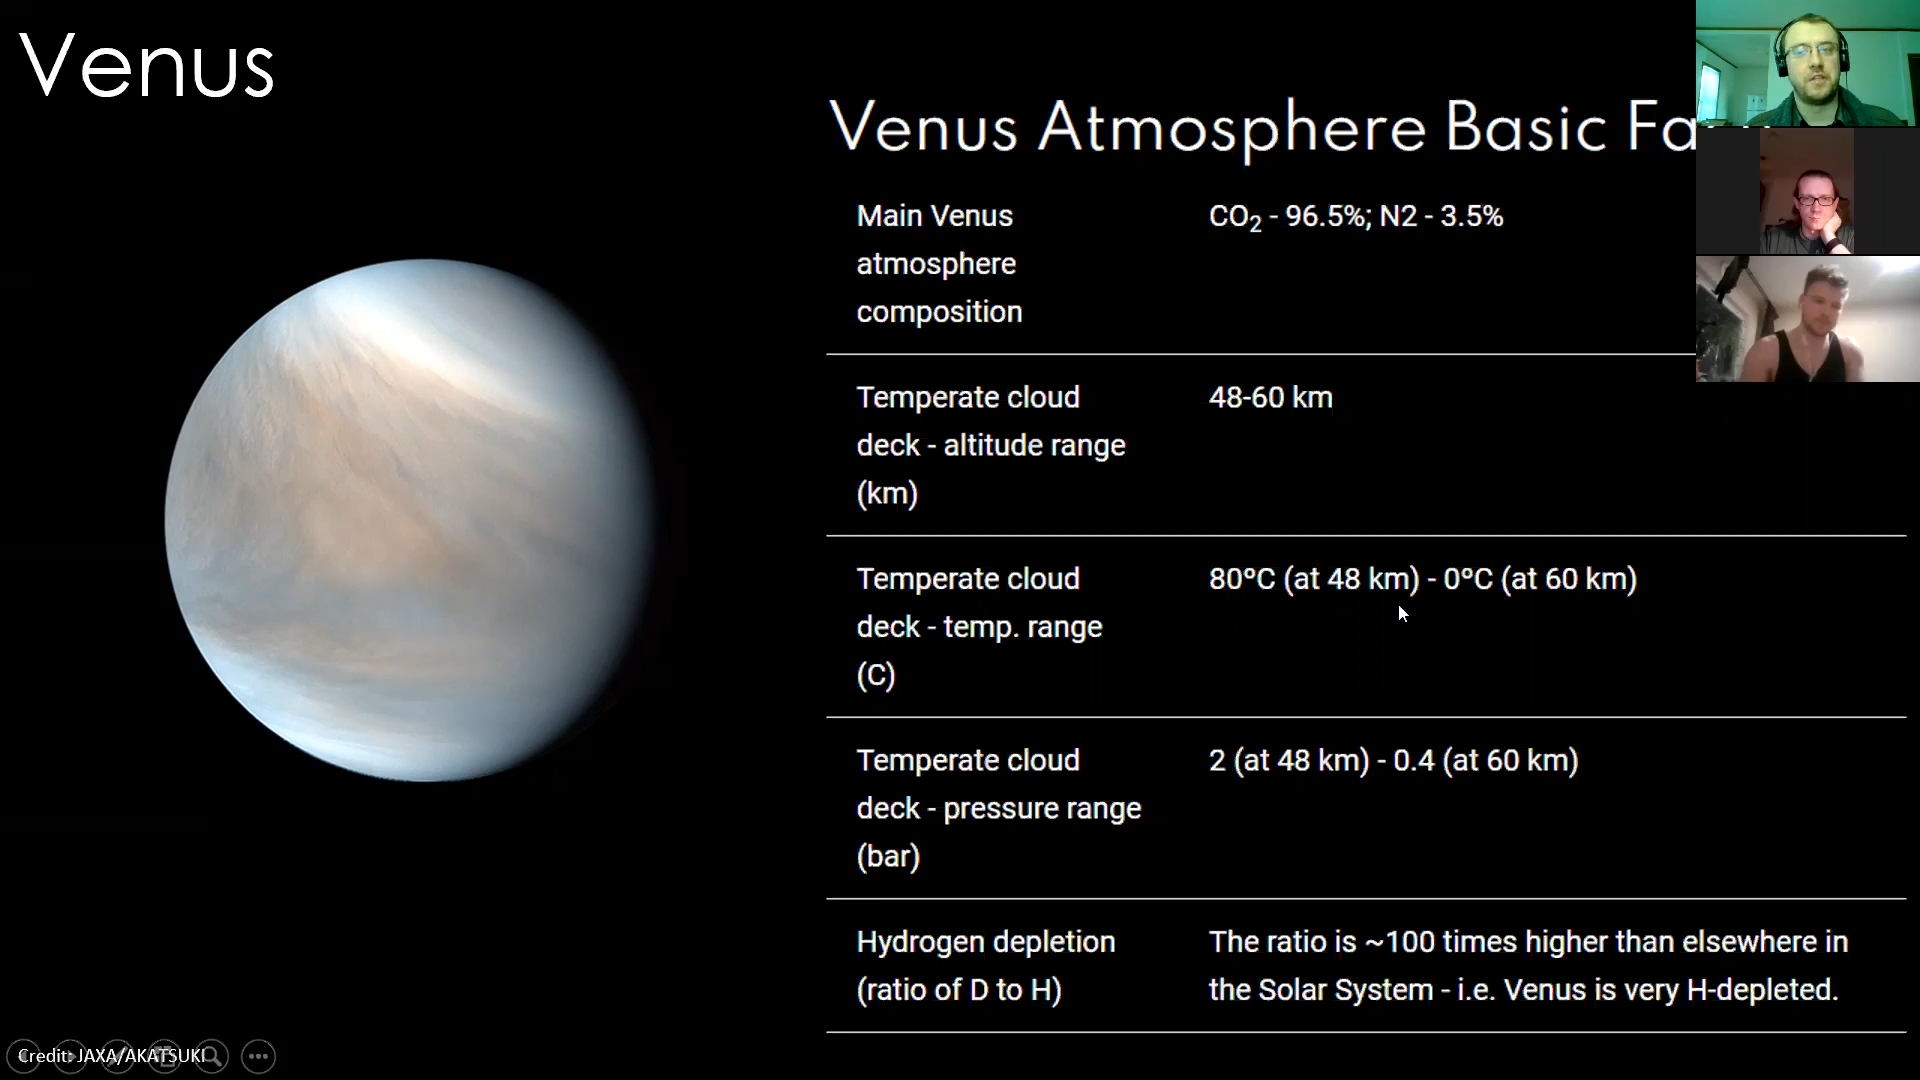 Venus
Venus Atmosphere Basic Fa
Main Venus
atmosphere
composition
CO₂ - 96.5%; N2 - 3.5%
Temperate cloud
deck - altitude range
(km)
48-60 km
Temperate cloud
deck - temp. range
(C)
80ºC (at 48 km) - 0ºC (at 60 km)
Temperate cloud
deck - pressure range
(bar)
2 (at 48 km) - 0.4 (at 60 km)
Hydrogen depletion
(ratio of D to H)
The ratio is ~100 times higher than elsewhere in
the Solar System - i.e. Venus is very H-depleted.
Credit: JAXA/AKATSUKI